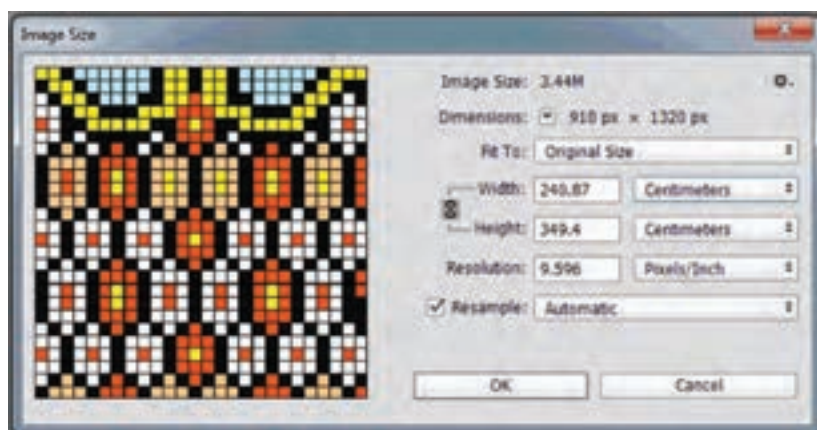 Image Size
Image Size: 3.44M
Dimensions: 910 px × 1320 px
Fit To: Original Size
Width: 240.87 Centimeters
Height: 349.4 Centimeters
Resolution: 9.596 Pixels/Inch
Resample: Automatic
OK Cancel